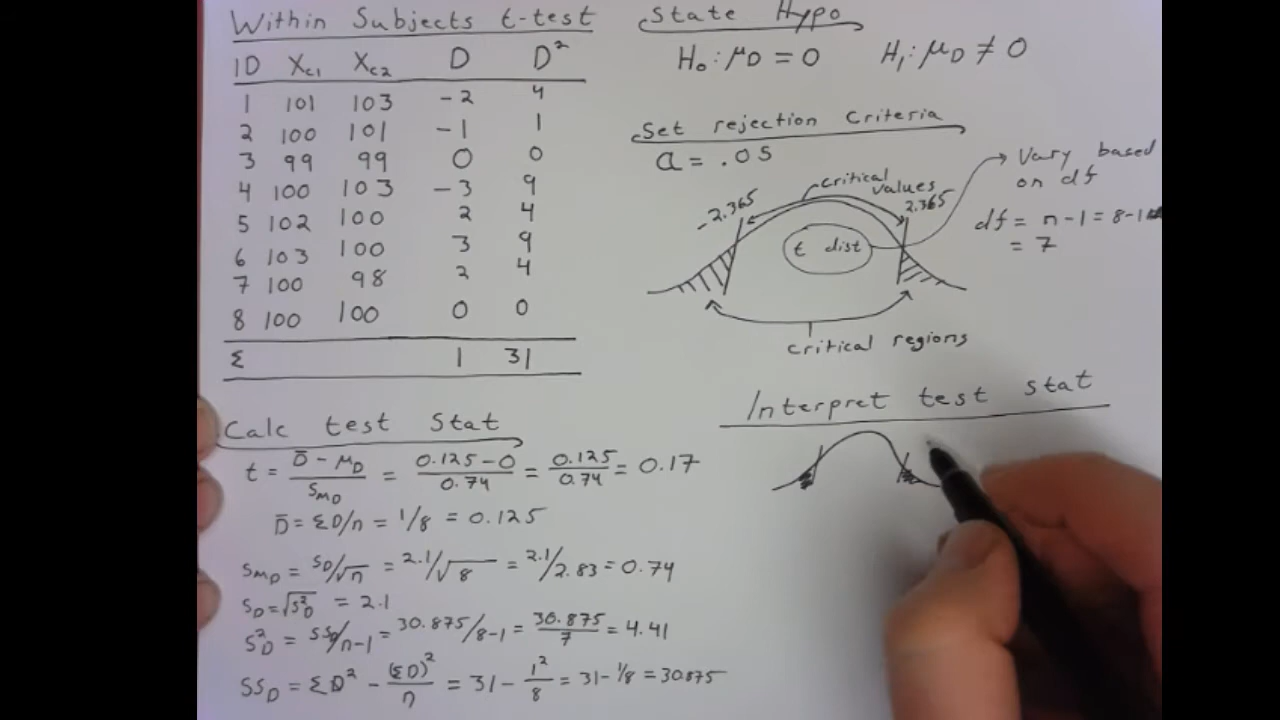 Within Subjects t-test
ID Xc1 Xc2 D D²
1 101 103 -2 4
2 100 101 -1 1
3 99 99 0 0
4 100 103 -3 9
5 102 100 2 4
6 103 100 3 9
7 100 98 2 4
8 100 100 0 0
Σ 1 31
Calc test stat
t = D̄ - μD / SMD = 0.125-0 / 0.74 = 0.125 / 0.74 = 0.17
D̄ = ΣD/n = 1/8 = 0.125
SMD = SD/√n = 2.1/√8 = 2.1/2.83 = 0.74
SD = √S²D = 2.1
S²D = SSD/n-1 = 30.875/8-1 = 30.875/7 = 4.41
SSD = ΣD² - (ΣD)²/n = 31 - 1²/8 = 31 - 1/8 = 30.875
State Hypo
H₀: μD = 0 H₁: μD ≠ 0
Set rejection Criteria
α = .05
critical
values
-2.365 2.365
t dist
Vary based
on df
df = n-1 = 8-1
= 7
critical regions
Interpret test stat